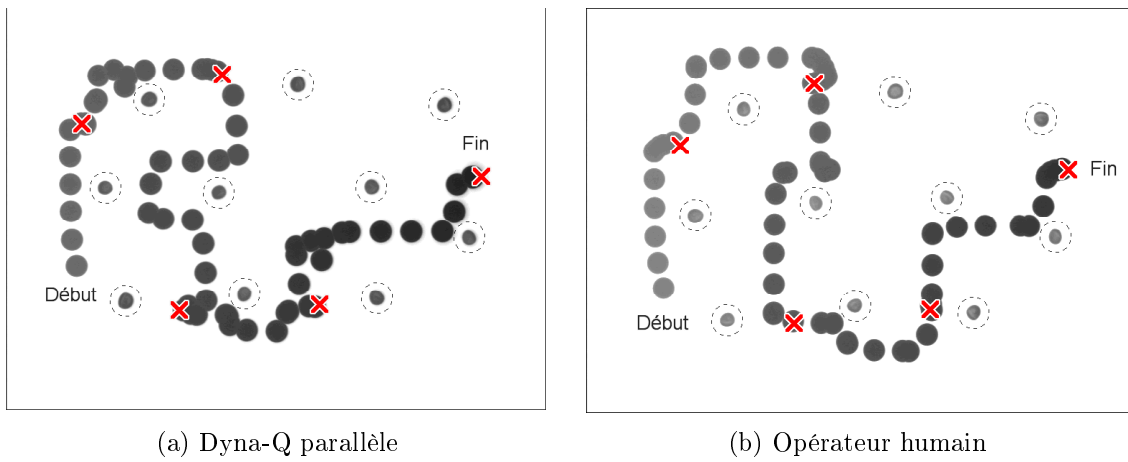 Fin
Début
(a) Dyna-Q parallèle
Fin
Début
(b) Opérateur humain